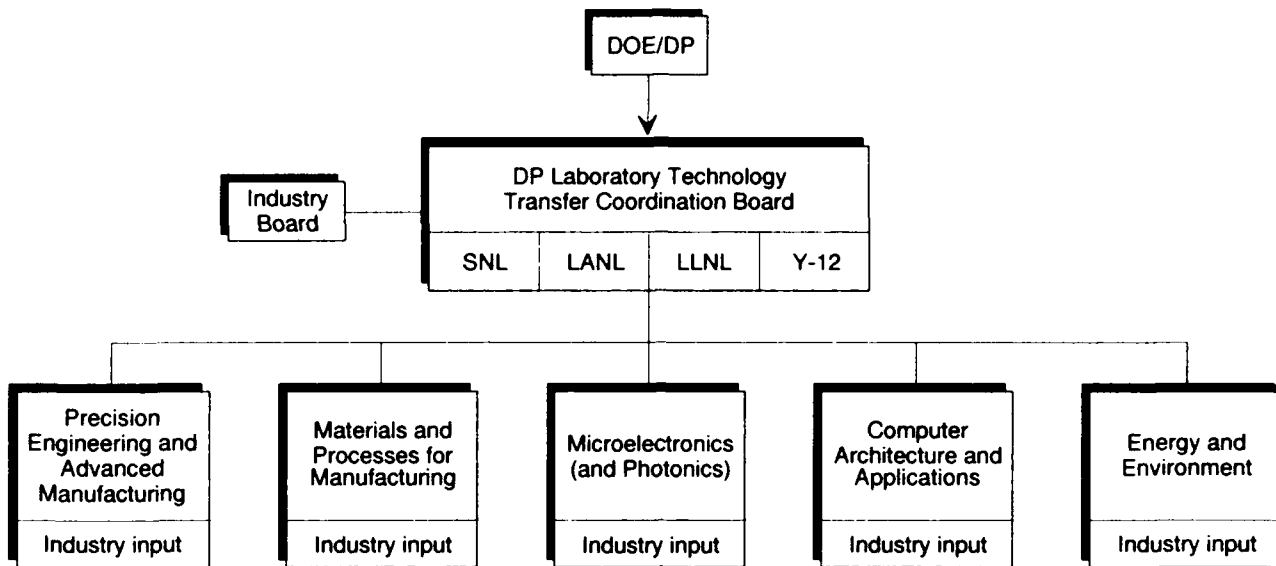 DOE/DP
DP Laboratory Technology
Transfer Coordination Board
Industry
Board
SNL
LANL
LLNL
Y-12
Precision
Engineering and
Advanced
Manufacturing
Industry input
Materials and
Processes for
Manufacturing
Industry input
Microelectronics
(and Photonics)
Industry input
Computer
Architecture and
Applications
Industry input
Energy and
Environment
Industry input